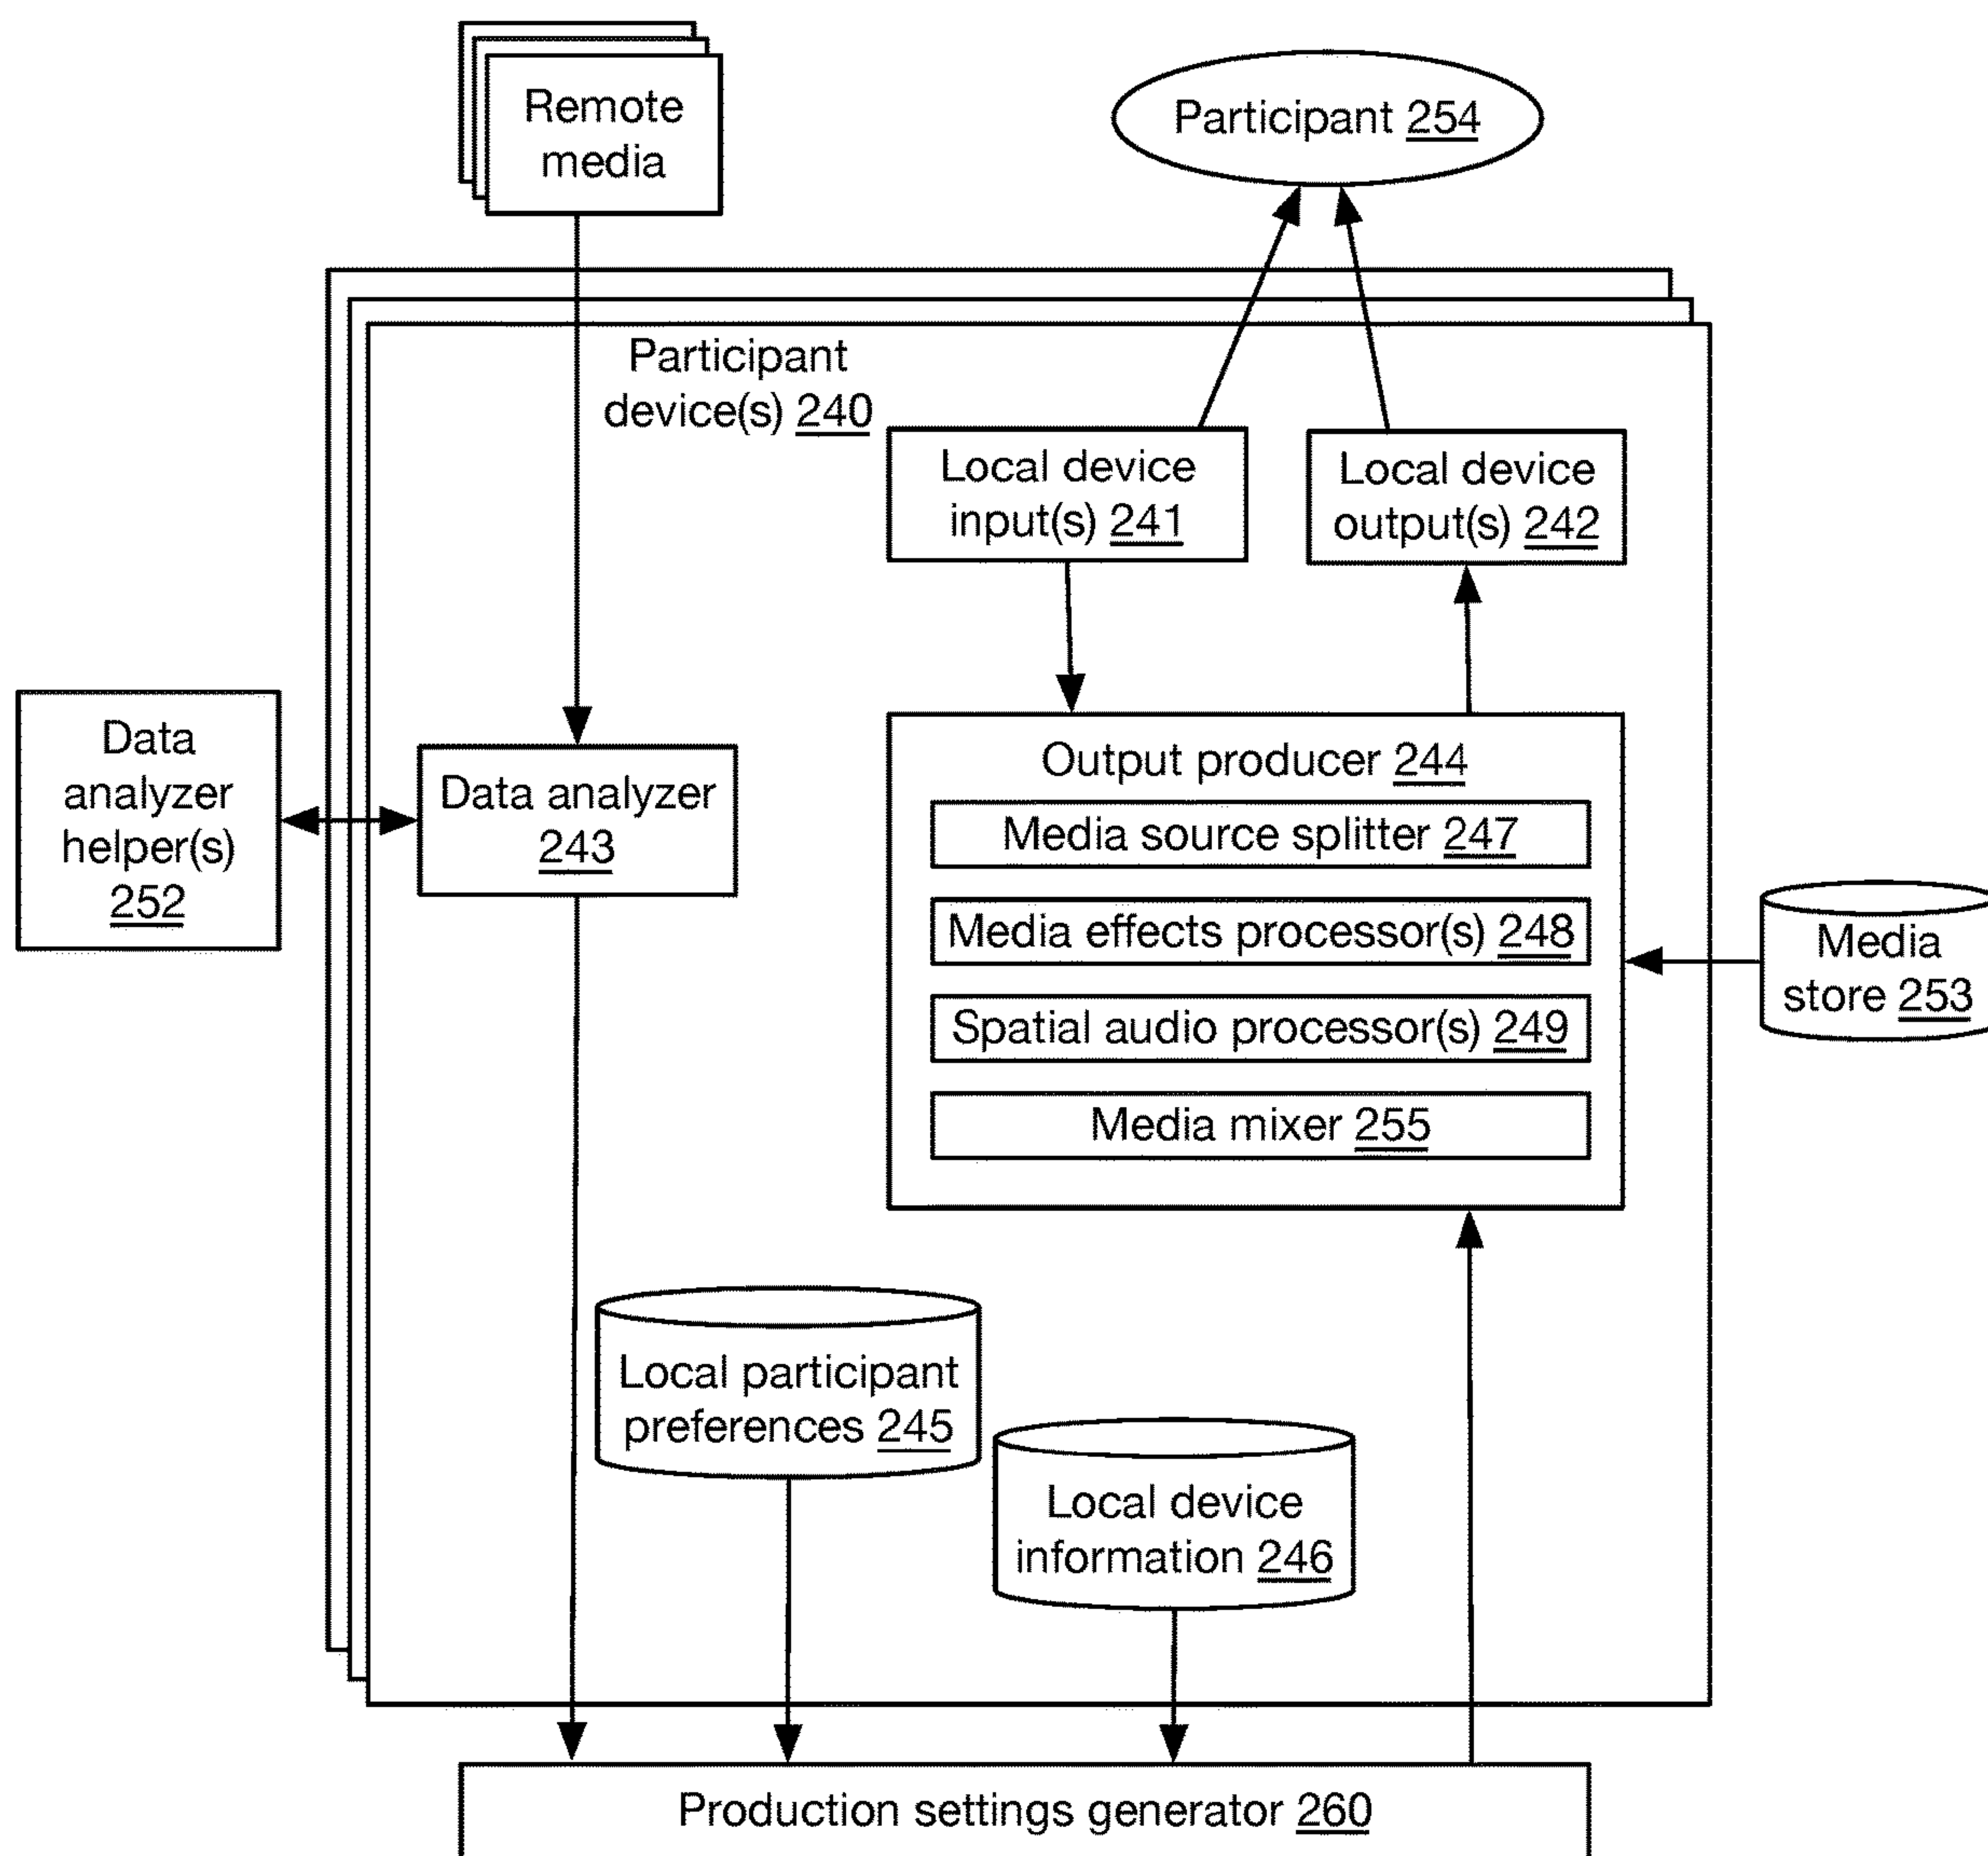 Remote
media
Participant 254
Participant
device(s) 240
Local device
input(s) 241
Local device
output(s) 242
Data
analyzer
helper(s)
252
Data analyzer
243
Output producer 244
Media source splitter 247
Media effects processor(s) 248
Spatial audio processor(s) 249
Media mixer 255
Media
store 253
Local participant
preferences 245
Local device
information 246
Production settings generator 260